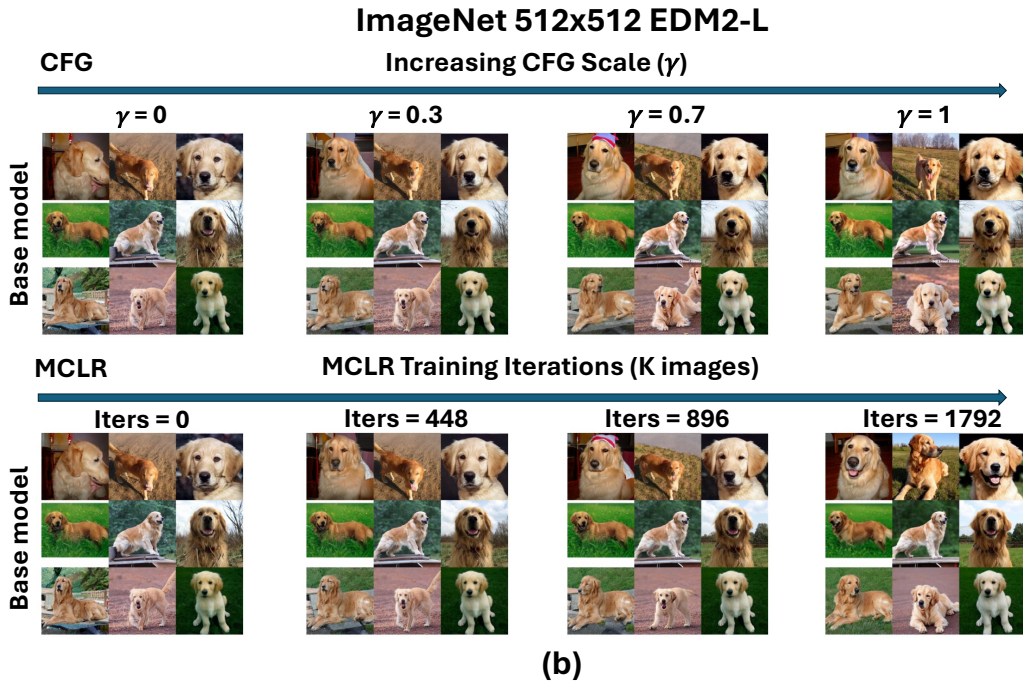 ImageNet 512x512 EDM2-L
CFG
Increasing CFG Scale (γ)
γ = 0
γ = 0.3
γ = 0.7
γ = 1
Base model
MCLR
MCLR Training Iterations (K images)
Iters = 0
Iters = 448
Iters = 896
Iters = 1792
Base model
(b)